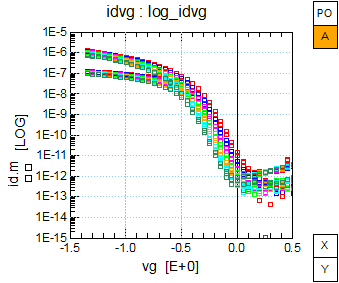 idvg : log_idvg
PO
A
1E-5
1E-6
1E-7
1E-8
1E-9
1E-10
1E-11
1E-12
1E-13
1E-14
1E-15
id.m [LOG]
-1.5
-1.0
-0.5
0.0
0.5
vg [E+0]
X
Y